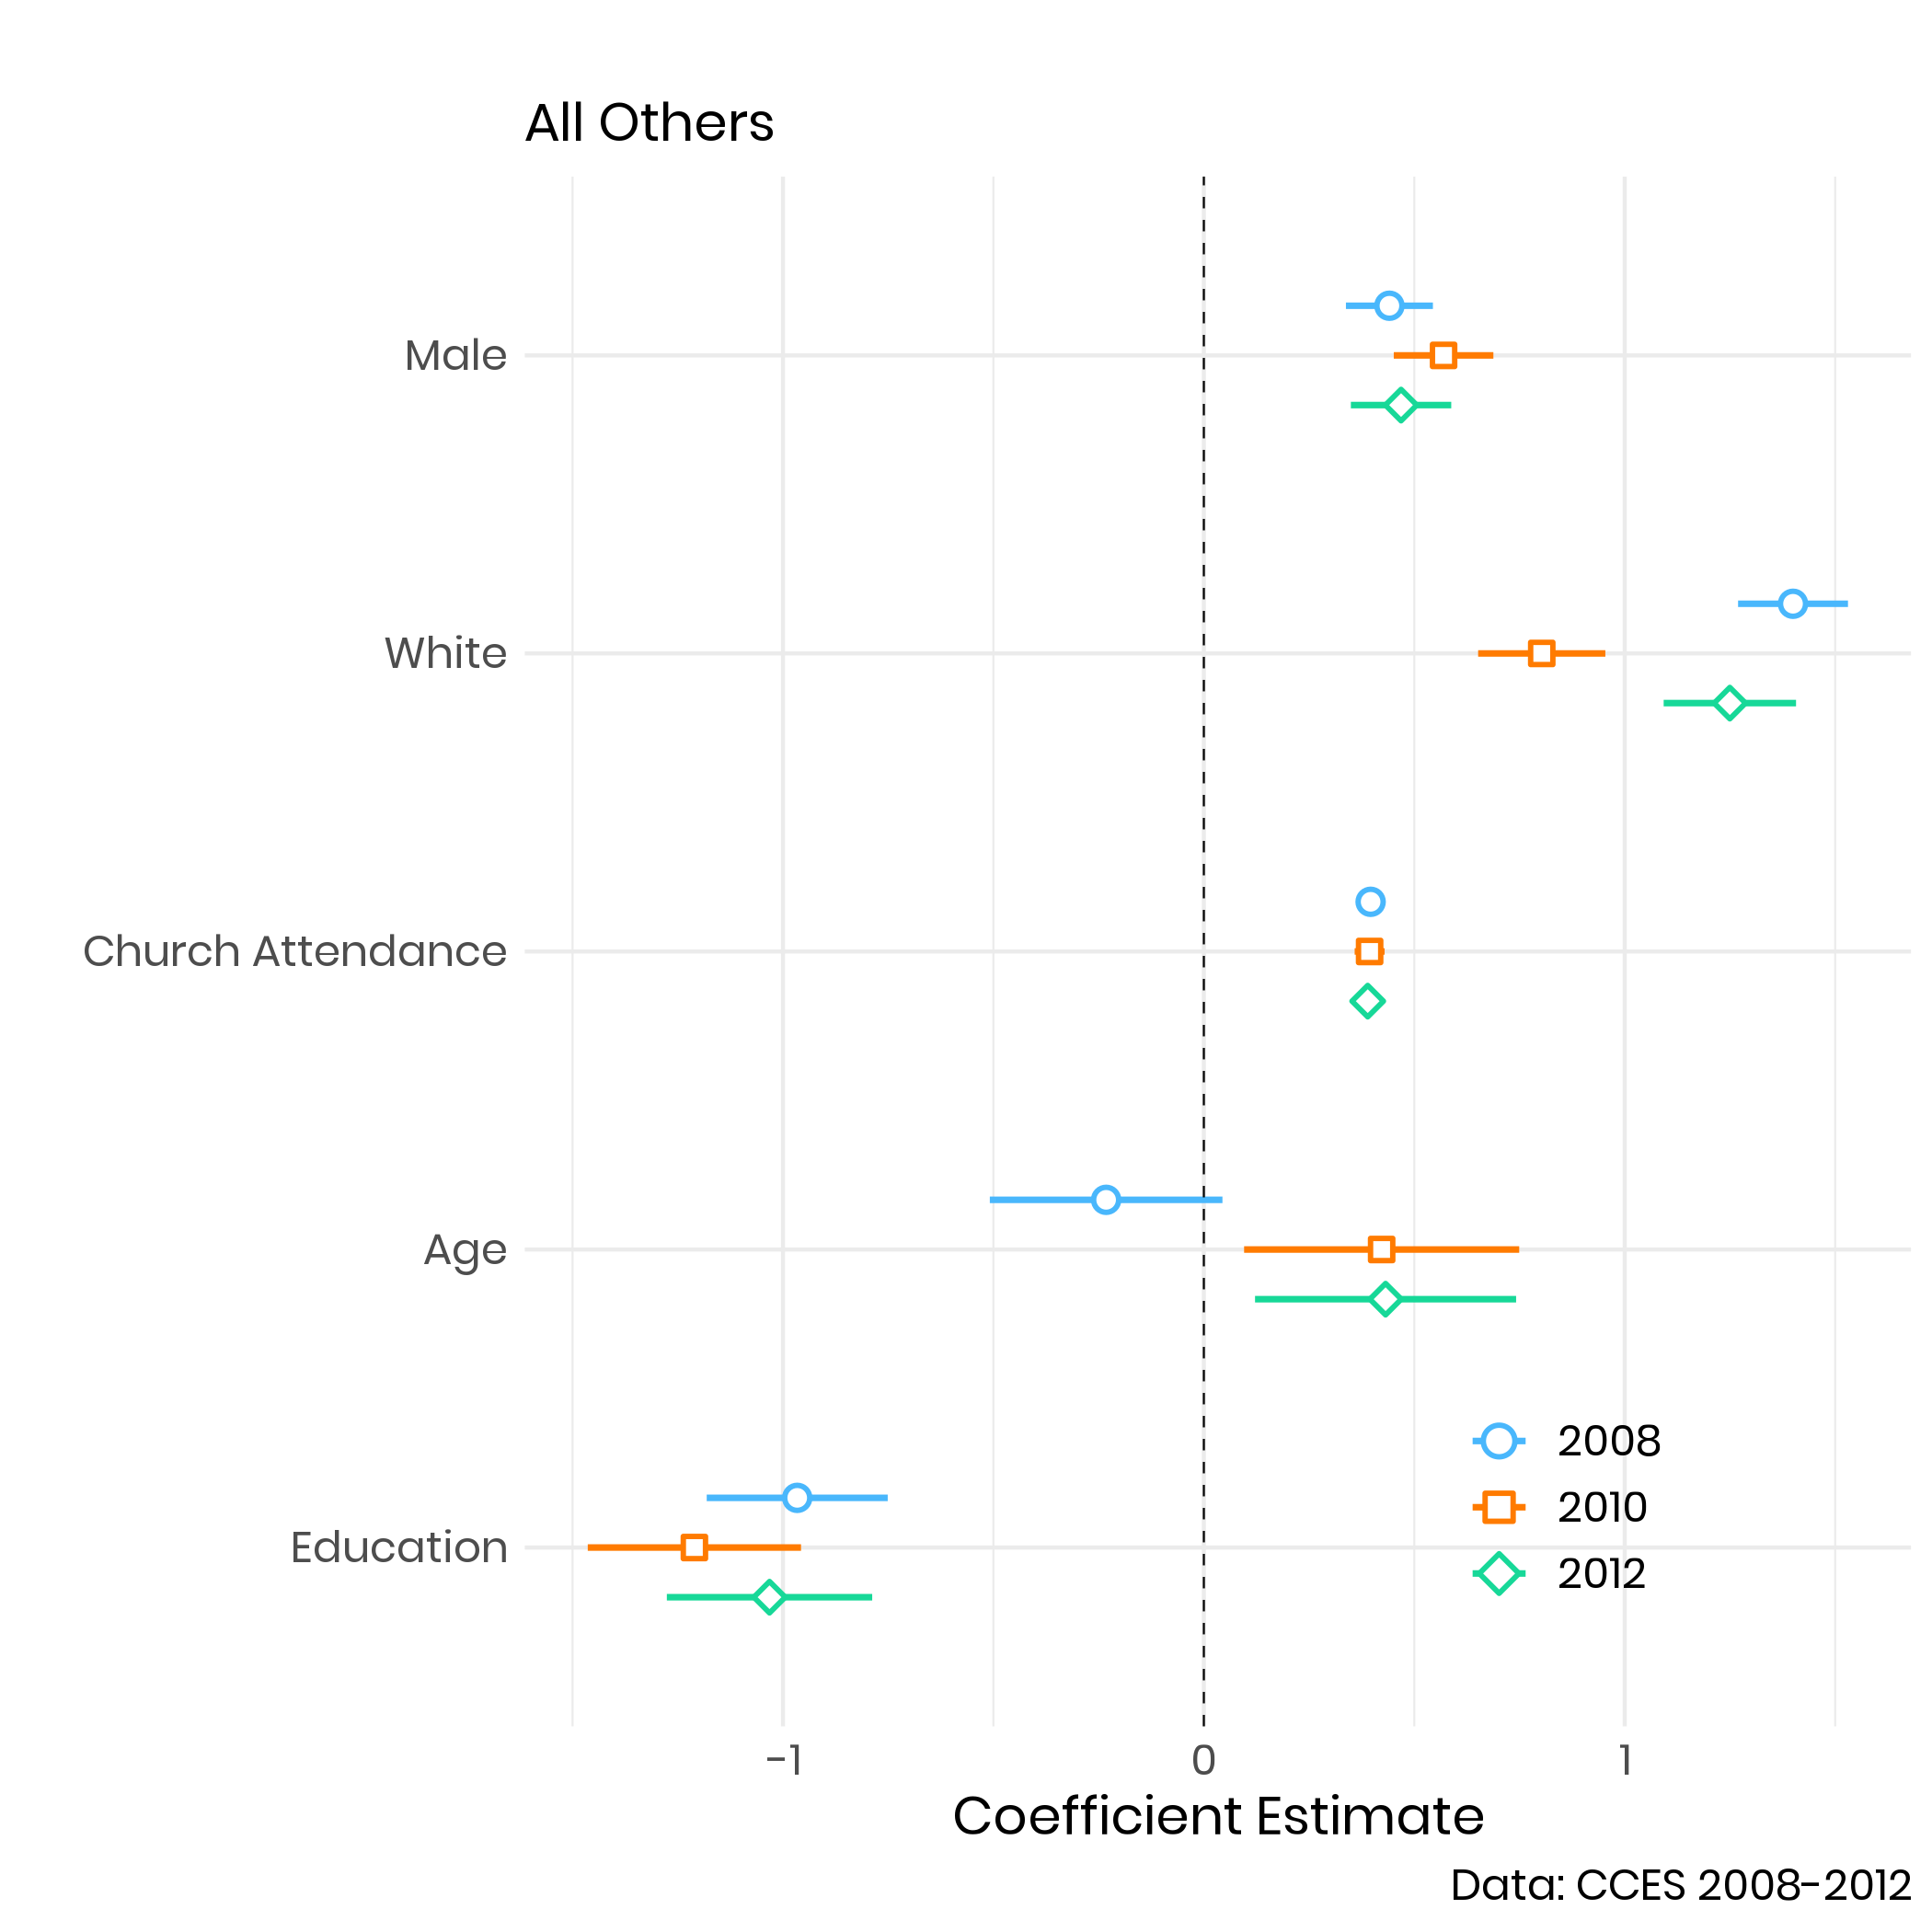 All Others
Male
White
Church Attendance
Age
Education
2008
2010
2012
-1 0 1
Coefficient Estimate
Data: CCES 2008-2012